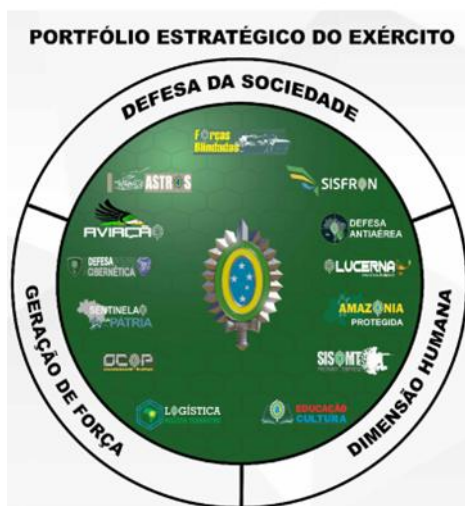 PORTFÓLIO ESTRATÉGICO DO EXÉRCITO
DEFESA DA SOCIEDADE
Forças
Blindadas
ASTROS
SISFRON
AVIAÇÃO
DEFESA
ANTIAÉREA
DEFESA
CIBERNÉTICA
LUCERNA
SENTINELA
PÁTRIA
AMAZÔNIA
PROTEGIDA
OCOP
SISOMT
LOGÍSTICA
EDUCAÇÃO
CULTURA
GERAÇÃO DE FORÇA
DIMENSÃO HUMANA